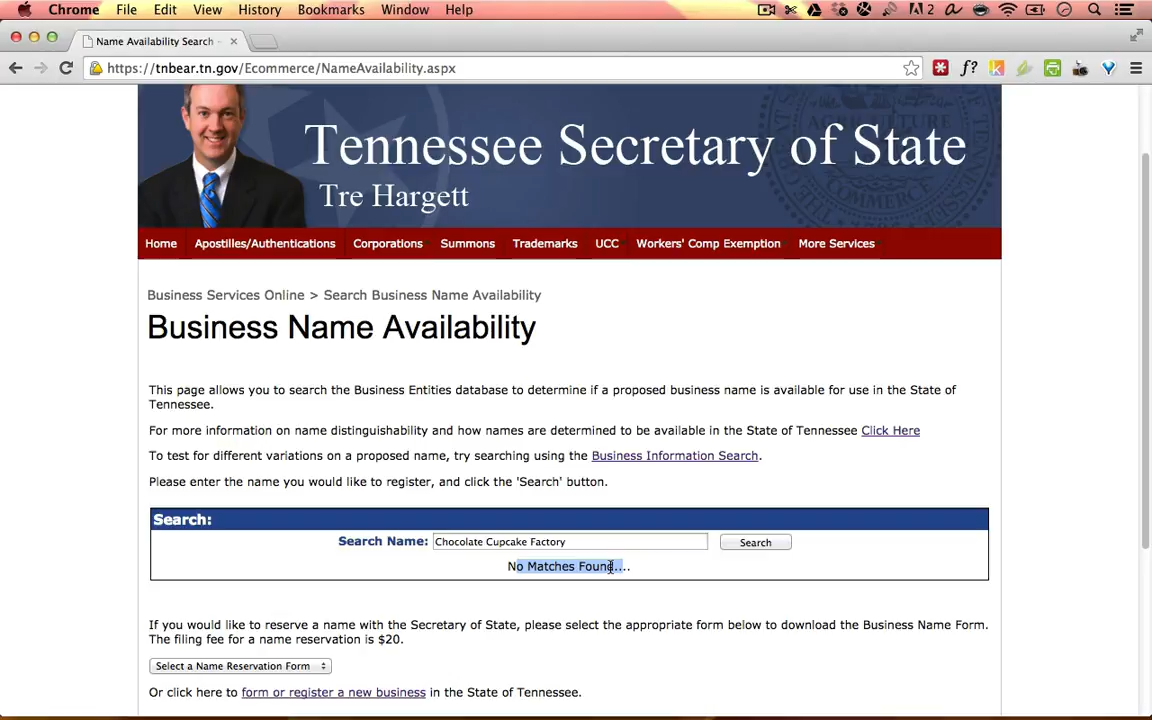 Chrome File Edit View History Bookmarks Window Help 2
Name Availability Search -
https://tnbear.tn.gov/Ecommerce/NameAvailability.aspx
Tennessee Secretary of State
Tre Hargett
Home Apostilles/Authentications Corporations Summons Trademarks UCC Workers' Comp Exemption More Services
Business Services Online > Search Business Name Availability
Business Name Availability
This page allows you to search the Business Entities database to determine if a proposed business name is available for use in the State of
Tennessee.
For more information on name distinguishability and how names are determined to be available in the State of Tennessee Click Here
To test for different variations on a proposed name, try searching using the Business Information Search.
Please enter the name you would like to register, and click the 'Search' button.
Search:
Search Name: Chocolate Cupcake Factory Search
No Matches Found....
If you would like to reserve a name with the Secretary of State, please select the appropriate form below to download the Business Name Form.
The filing fee for a name reservation is $20.
Select a Name Reservation Form
Or click here to form or register a new business in the State of Tennessee.